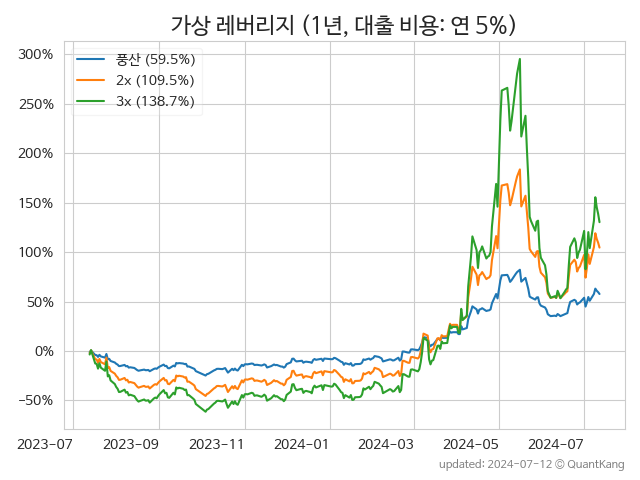 가상 레버리지 (1년, 대출 비용: 연 5%)
풍산 (59.5%)
2x (109.5%)
3x (138.7%)
300%
250%
200%
150%
100%
50%
0%
−50%
2023-07 2023-09 2023-11 2024-01 2024-03 2024-05 2024-07
updated: 2024-07-12 © QuantKang